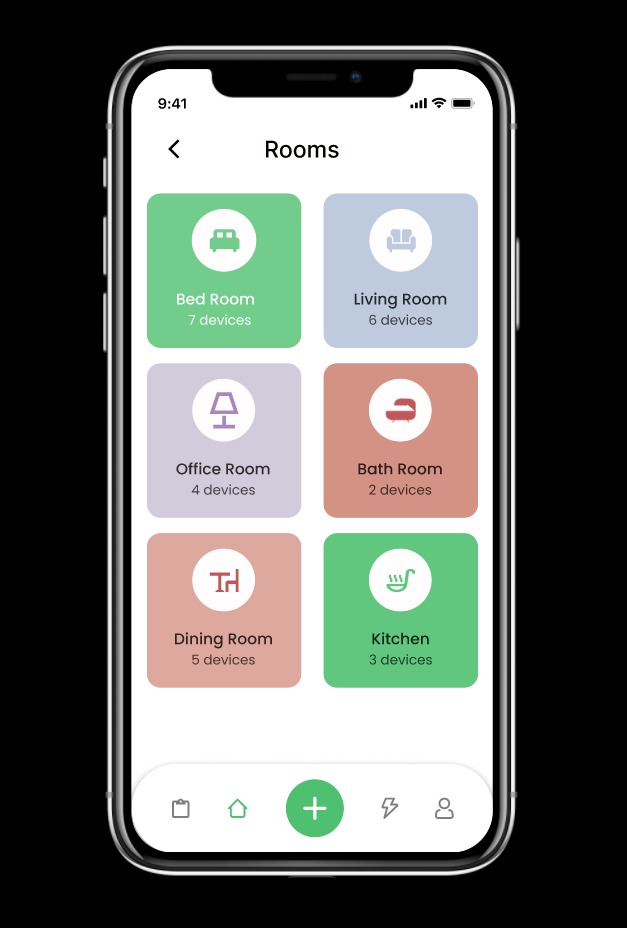 9:41
Rooms
Bed Room
7 devices
Living Room
6 devices
Office Room
4 devices
Bath Room
2 devices
Dining Room
5 devices
Kitchen
3 devices